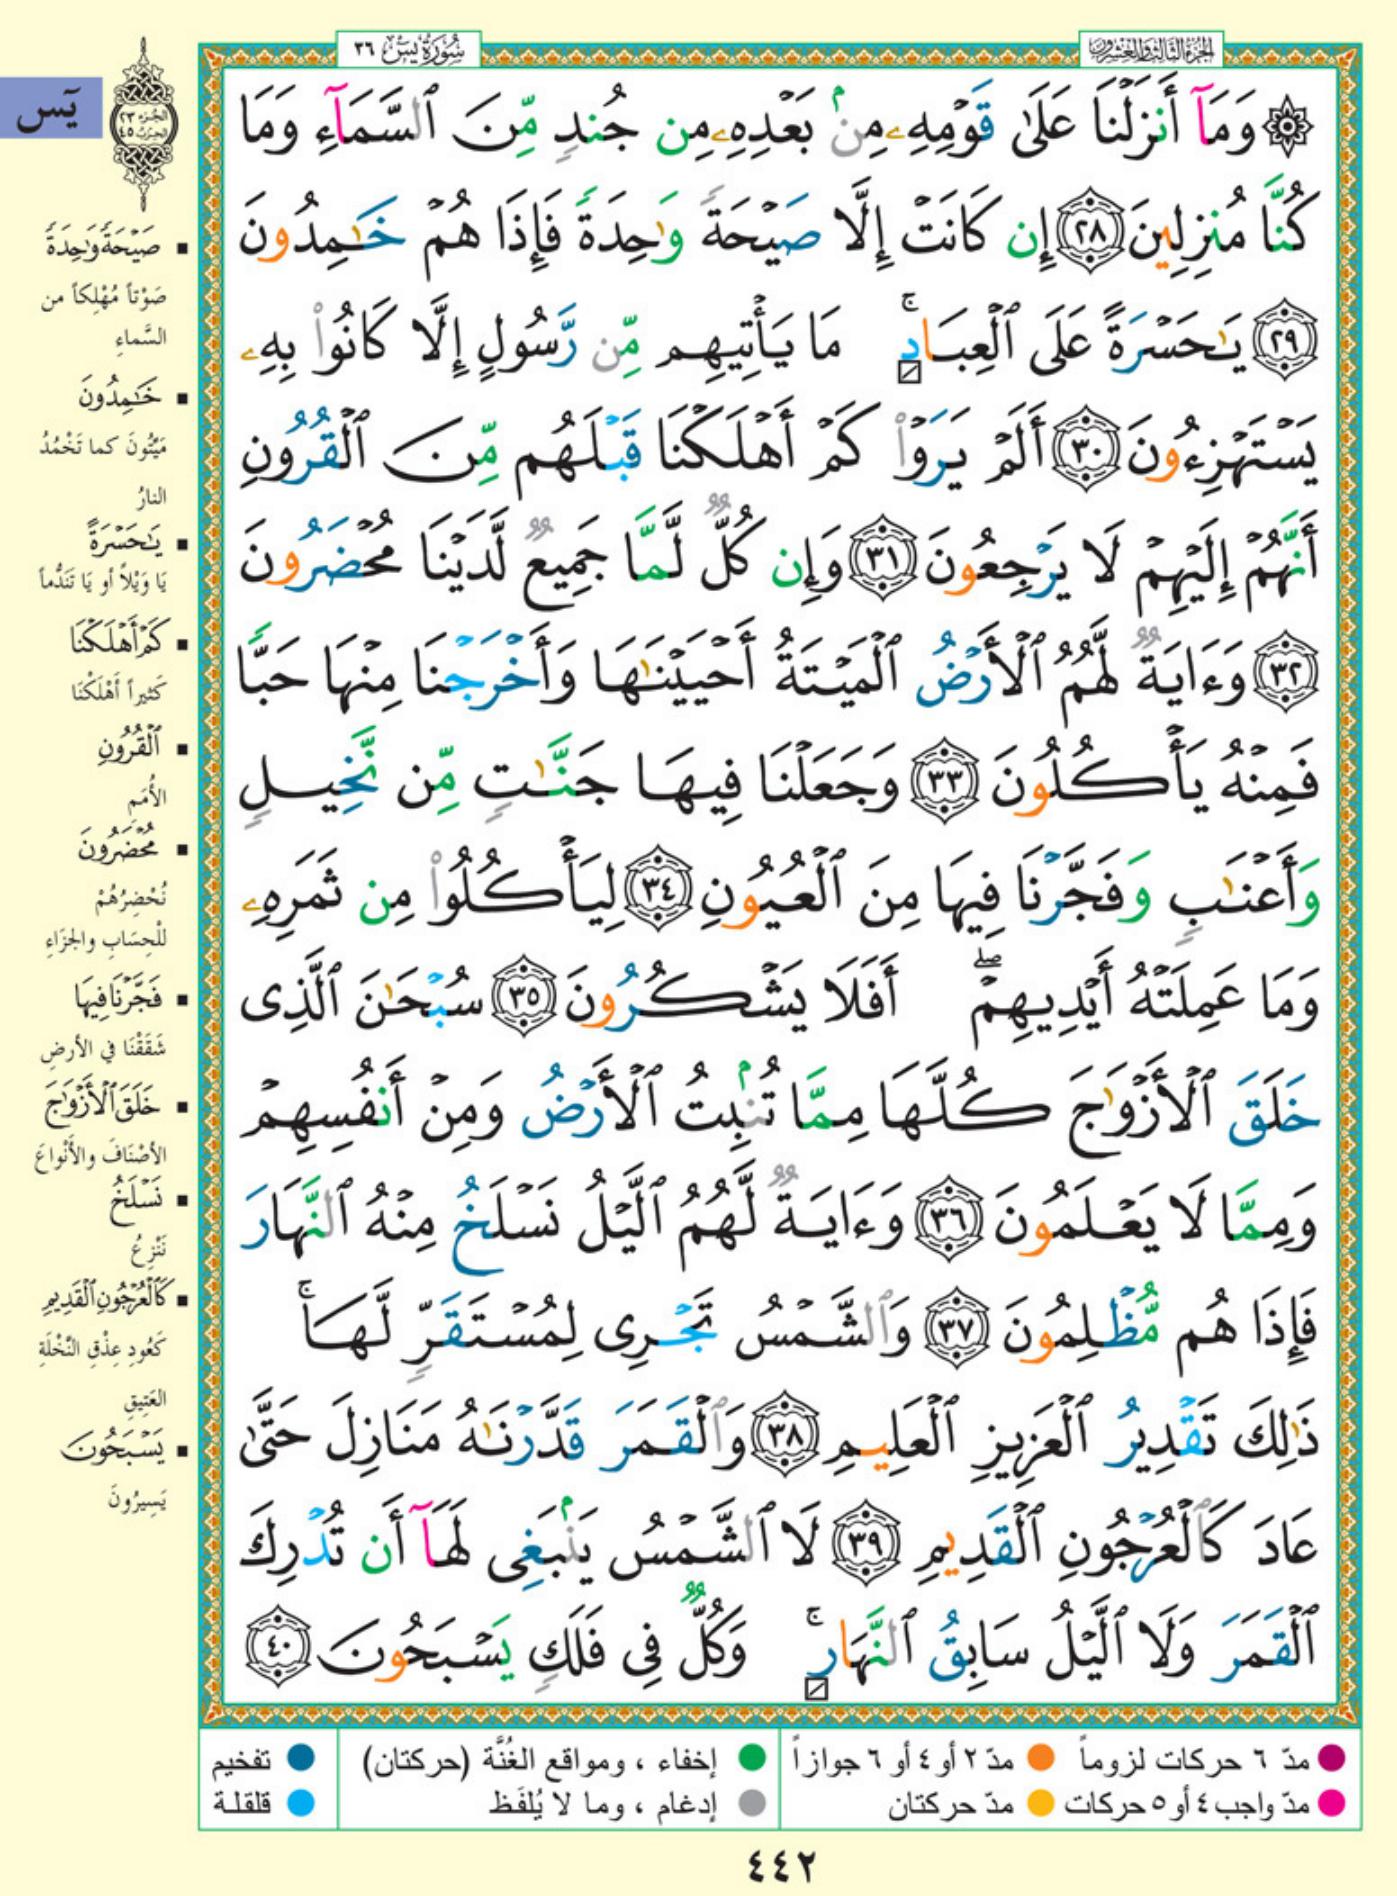 الجزء الثالث والعشرون
سورة يس ٣٦
يس
الجزء ٢٣
الحزب ٤٥
۞ وَمَآ أَنزَلْنَا عَلَىٰ قَوْمِهِۦ مِنۢ بَعْدِهِۦ مِن جُندٍ مِّنَ ٱلسَّمَآءِ وَمَا
كُنَّا مُنزِلِينَ ٢٨ إِن كَانَتْ إِلَّا صَيْحَةً وَٰحِدَةً فَإِذَا هُمْ خَـٰمِدُونَ
٢٩ يَـٰحَسْرَةً عَلَى ٱلْعِبَادِ ۚ مَا يَأْتِيهِم مِّن رَّسُولٍ إِلَّا كَانُوا۟ بِهِۦ
يَسْتَهْزِءُونَ ٣٠ أَلَمْ يَرَوْا۟ كَمْ أَهْلَكْنَا قَبْلَهُم مِّنَ ٱلْقُرُونِ
أَنَّهُمْ إِلَيْهِمْ لَا يَرْجِعُونَ ٣١ وَإِن كُلٌّ لَّمَّا جَمِيعٌ لَّدَيْنَا مُحْضَرُونَ
٣٢ وَءَايَةٌ لَّهُمُ ٱلْأَرْضُ ٱلْمَيْتَةُ أَحْيَيْنَـٰهَا وَأَخْرَجْنَا مِنْهَا حَبًّا
فَمِنْهُ يَأْكُلُونَ ٣٣ وَجَعَلْنَا فِيهَا جَنَّـٰتٍ مِّن نَّخِيلٍ
وَأَعْنَـٰبٍ وَفَجَّرْنَا فِيهَا مِنَ ٱلْعُيُونِ ٣٤ لِيَأْكُلُوا۟ مِن ثَمَرِهِۦ
وَمَا عَمِلَتْهُ أَيْدِيهِمْ ۖ أَفَلَا يَشْكُرُونَ ٣٥ سُبْحَـٰنَ ٱلَّذِى
خَلَقَ ٱلْأَزْوَٰجَ كُلَّهَا مِمَّا تُنۢبِتُ ٱلْأَرْضُ وَمِنْ أَنفُسِهِمْ
وَمِمَّا لَا يَعْلَمُونَ ٣٦ وَءَايَةٌ لَّهُمُ ٱلَّيْلُ نَسْلَخُ مِنْهُ ٱلنَّهَارَ
فَإِذَا هُم مُّظْلِمُونَ ٣٧ وَٱلشَّمْسُ تَجْرِى لِمُسْتَقَرٍّ لَّهَا ۚ
ذَٰلِكَ تَقْدِيرُ ٱلْعَزِيزِ ٱلْعَلِيمِ ٣٨ وَٱلْقَمَرَ قَدَّرْنَـٰهُ مَنَازِلَ حَتَّىٰ
عَادَ كَٱلْعُرْجُونِ ٱلْقَدِيمِ ٣٩ لَا ٱلشَّمْسُ يَنۢبَغِى لَهَآ أَن تُدْرِكَ
ٱلْقَمَرَ وَلَا ٱلَّيْلُ سَابِقُ ٱلنَّهَارِ ۚ وَكُلٌّ فِى فَلَكٍ يَسْبَحُونَ ٤٠
▪ صَيْحَةً وَٰحِدَةً
صَوْتاً مُهْلِكاً من
السَّماءِ
▪ خَـٰمِدُونَ
مَيِّتُونَ كما تَخْمُدُ
النارُ
▪ يَـٰحَسْرَةً
يَا وَيْلاً أو يَا تَنَدُّماً
▪ كَمْ أَهْلَكْنَا
كَثيراً أَهْلَكْنَا
▪ ٱلْقُرُونِ
الأُمَم
▪ مُحْضَرُونَ
نُحْضِرُهُمْ
لِلْحِسَابِ والجزَاءِ
▪ فَجَّرْنَا فِيهَا
شَقَقْنَا في الأرضِ
▪ خَلَقَ ٱلْأَزْوَٰجَ
الأصْنَافَ والأَنْواعَ
▪ نَسْلَخُ
نَنْزِعُ
▪ كَٱلْعُرْجُونِ ٱلْقَدِيمِ
كَعُودِ عِذْقِ النَّخْلَةِ
العَتِيقِ
▪ يَسْبَحُونَ
يَسِيرُونَ
مدّ ٦ حركات لزوماً
مدّ ٢ أو ٤ أو ٦ جوازاً
مدّ واجب ٤ أو ٥ حركات
مدّ حركتان
إخفاء ، ومواقع الغُنَّة (حركتان)
إدغام ، وما لا يُلفَظ
تفخيم
قلقلة
٤٤٢